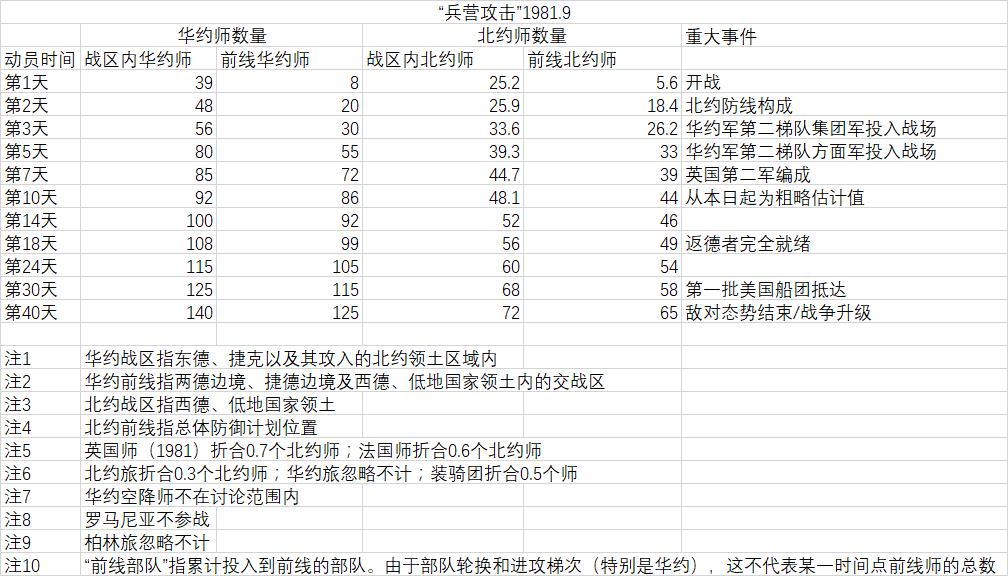 “兵营攻击”1981.9
华约师数量 北约师数量 重大事件
动员时间 战区内华约师 前线华约师 战区内北约师 前线北约师
第1天 39 8 25.2 5.6 开战
第2天 48 20 25.9 18.4 北约防线构成
第3天 56 30 33.6 26.2 华约军第二梯队集团军投入战场
第5天 80 55 39.3 33 华约军第二梯队方面军投入战场
第7天 85 72 44.7 39 英国第二军编成
第10天 92 86 48.1 44 从本日起为粗略估计值
第14天 100 92 52 46
第18天 108 99 56 49 返德者完全就绪
第24天 115 105 60 54
第30天 125 115 68 58 第一批美国船团抵达
第40天 140 125 72 65 敌对态势结束/战争升级
注1 华约战区指东德、捷克以及其攻入的北约领土区域内
注2 华约前线指两德边境、捷德边境及西德、低地国家领土内的交战区
注3 北约战区指西德、低地国家领土
注4 北约前线指总体防御计划位置
注5 英国师（1981）折合0.7个北约师；法国师折合0.6个北约师
注6 北约旅折合0.3个北约师；华约旅忽略不计；装骑团折合0.5个师
注7 华约空降师不在讨论范围内
注8 罗马尼亚不参战
注9 柏林旅忽略不计
注10 “前线部队”指累计投入到前线的部队。由于部队轮换和进攻梯次（特别是华约），这不代表某一时间点前线师的总数